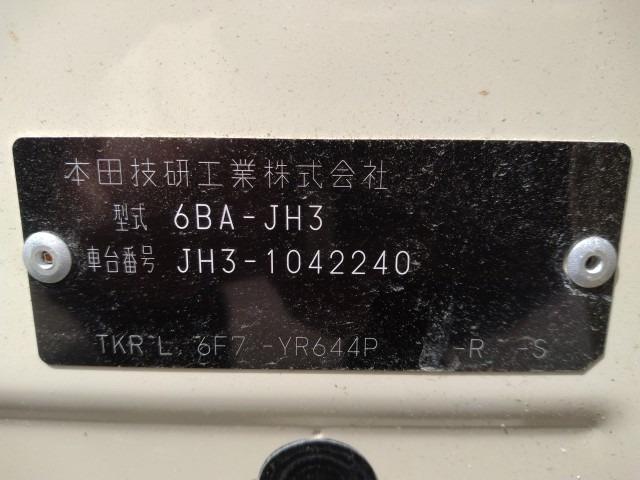 本田技研工業株式会社
型式 6BA-JH3
車台番号 JH3-1042240
TKR L 6F7 -YR644P -R -S